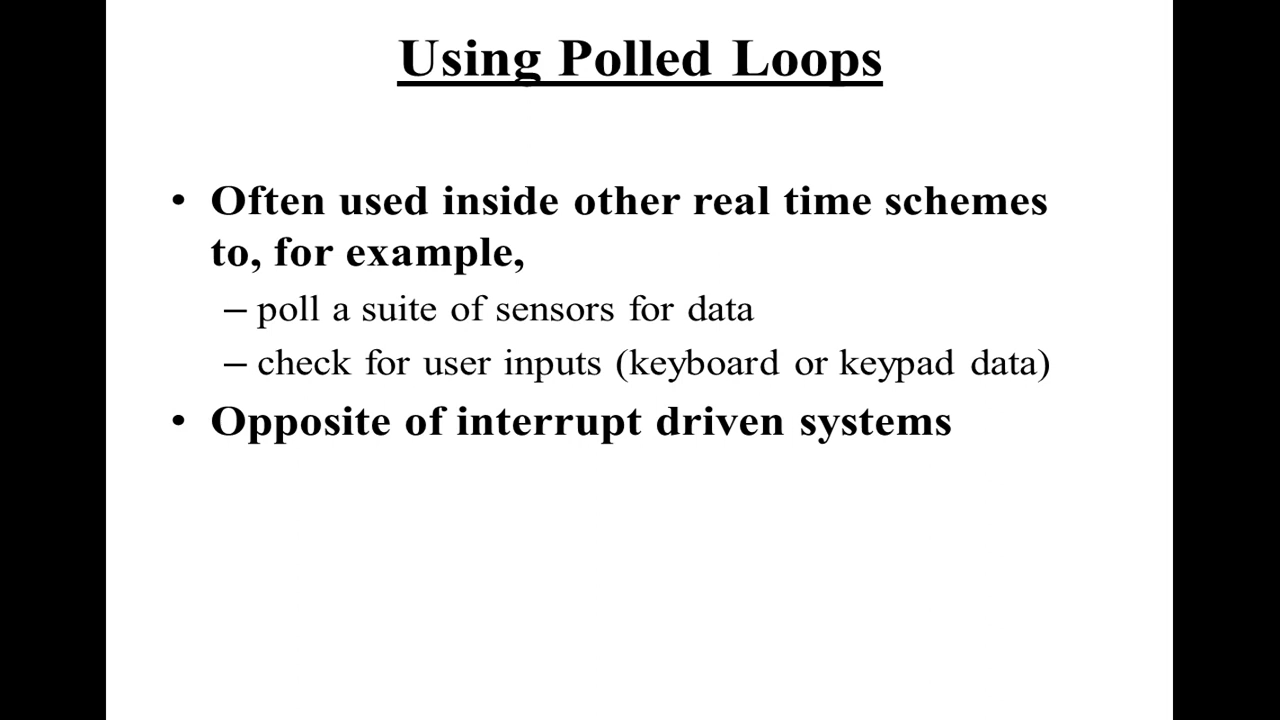 Using Polled Loops
• Often used inside other real time schemes
to, for example,
– poll a suite of sensors for data
– check for user inputs (keyboard or keypad data)
• Opposite of interrupt driven systems